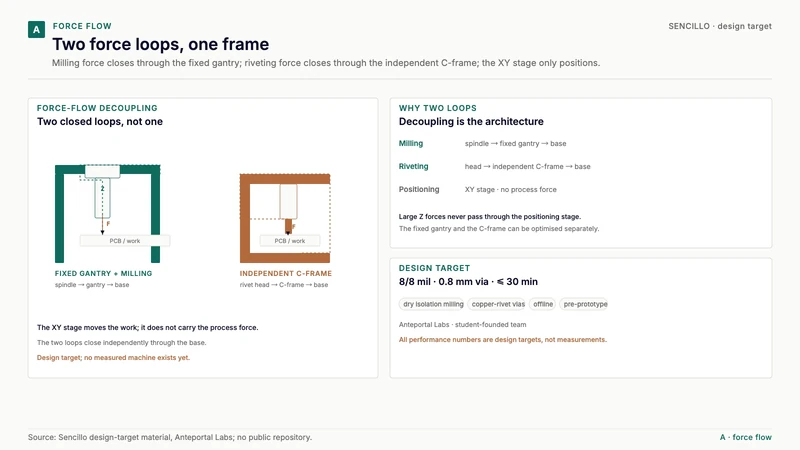 A
FORCE FLOW
SENCILLO · design target
Two force loops, one frame
Milling force closes through the fixed gantry; riveting force closes through the independent C-frame; the XY stage only positions.
FORCE-FLOW DECOUPLING
Two closed loops, not one
Z
F
PCB / work
F
PCB / work
FIXED GANTRY + MILLING
spindle → gantry → base
INDEPENDENT C-FRAME
rivet head → C-frame → base
The XY stage moves the work; it does not carry the process force.
The two loops close independently through the base.
Design target; no measured machine exists yet.
WHY TWO LOOPS
Decoupling is the architecture
Milling spindle → fixed gantry → base
Riveting head → independent C-frame → base
Positioning XY stage · no process force
Large Z forces never pass through the positioning stage.
The fixed gantry and the C-frame can be optimised separately.
DESIGN TARGET
8/8 mil · 0.8 mm via · ≤ 30 min
dry isolation milling copper-rivet vias offline pre-prototype
Anteportal Labs · student-founded team
All performance numbers are design targets, not measurements.
Source: Sencillo design-target material, Anteportal Labs; no public repository.
A · force flow